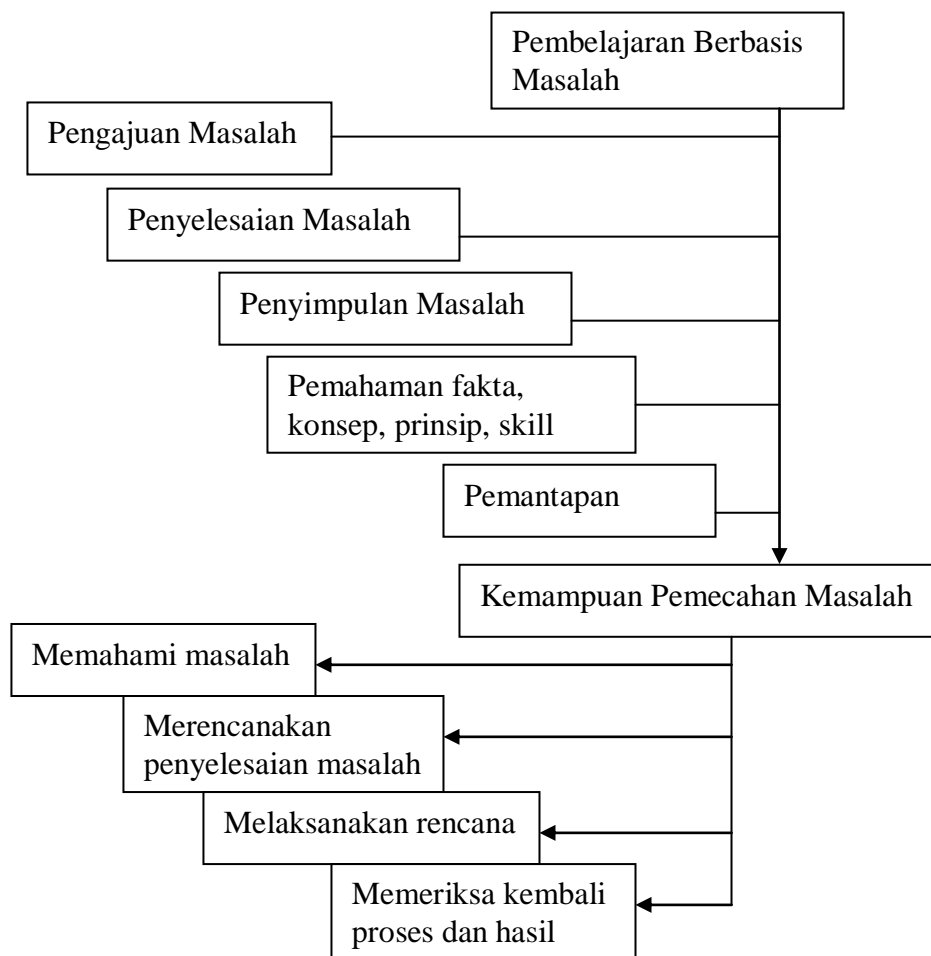 Pembelajaran Berbasis
Masalah
Pengajuan Masalah
Penyelesaian Masalah
Penyimpulan Masalah
Pemahaman fakta,
konsep, prinsip, skill
Pemantapan
Kemampuan Pemecahan Masalah
Memahami masalah
Merencanakan
penyelesaian masalah
Melaksanakan rencana
Memeriksa kembali
proses dan hasil